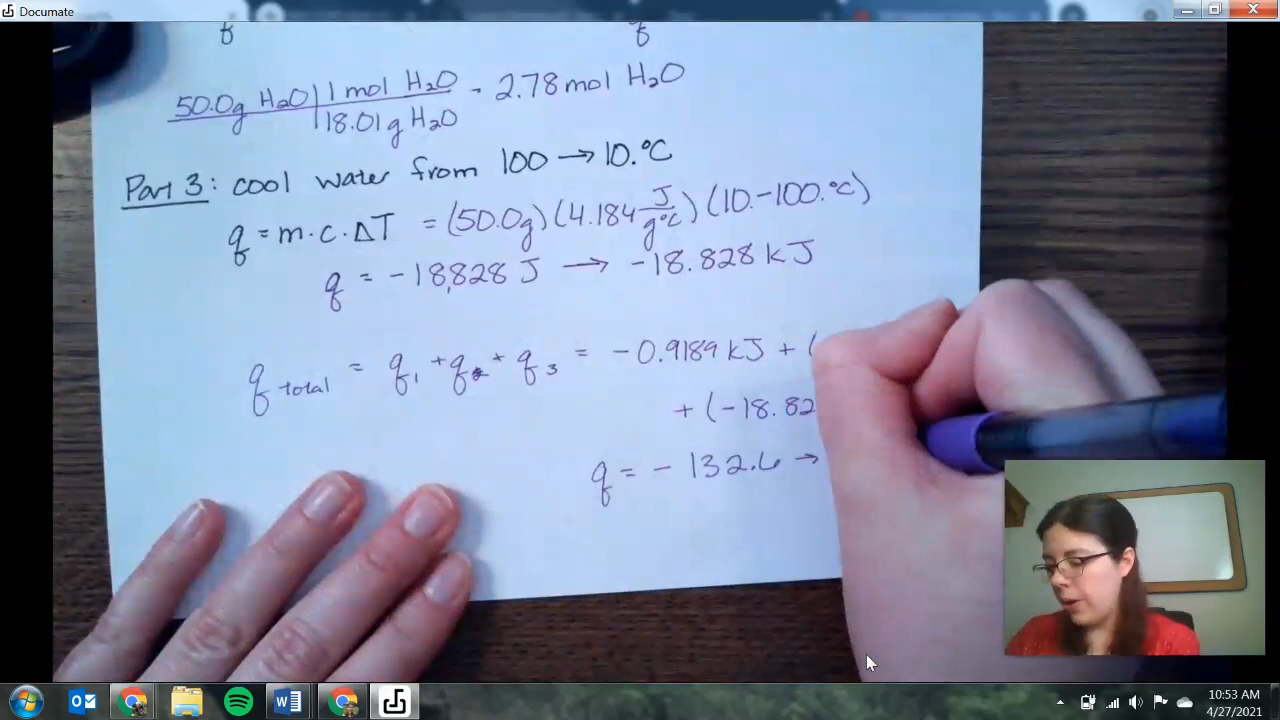 Documate
q q
50.0g H₂O | 1 mol H₂O = 2.78 mol H₂O
18.01 g H₂O
Part 3: cool water from 100 → 10.°C
q = m·c·ΔT = (50.0g)(4.184 J/g°C)(10.-100.°C)
q = -18,828 J → -18.828 kJ
q total = q₁ + q₂ + q₃ = -0.9189 kJ + (
+ (-18.82
q = -132.6 →
10:53 AM
4/27/2021